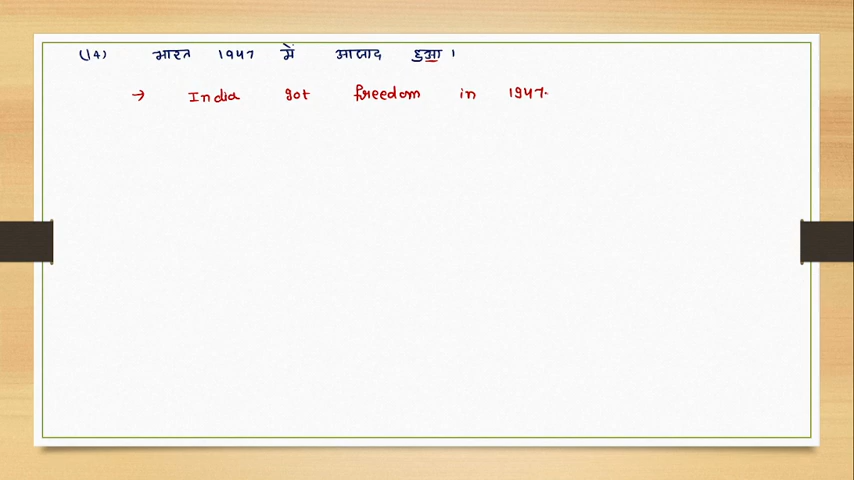 (14) भारत 1947 में आजाद हुआ।
→ India got freedom in 1947.